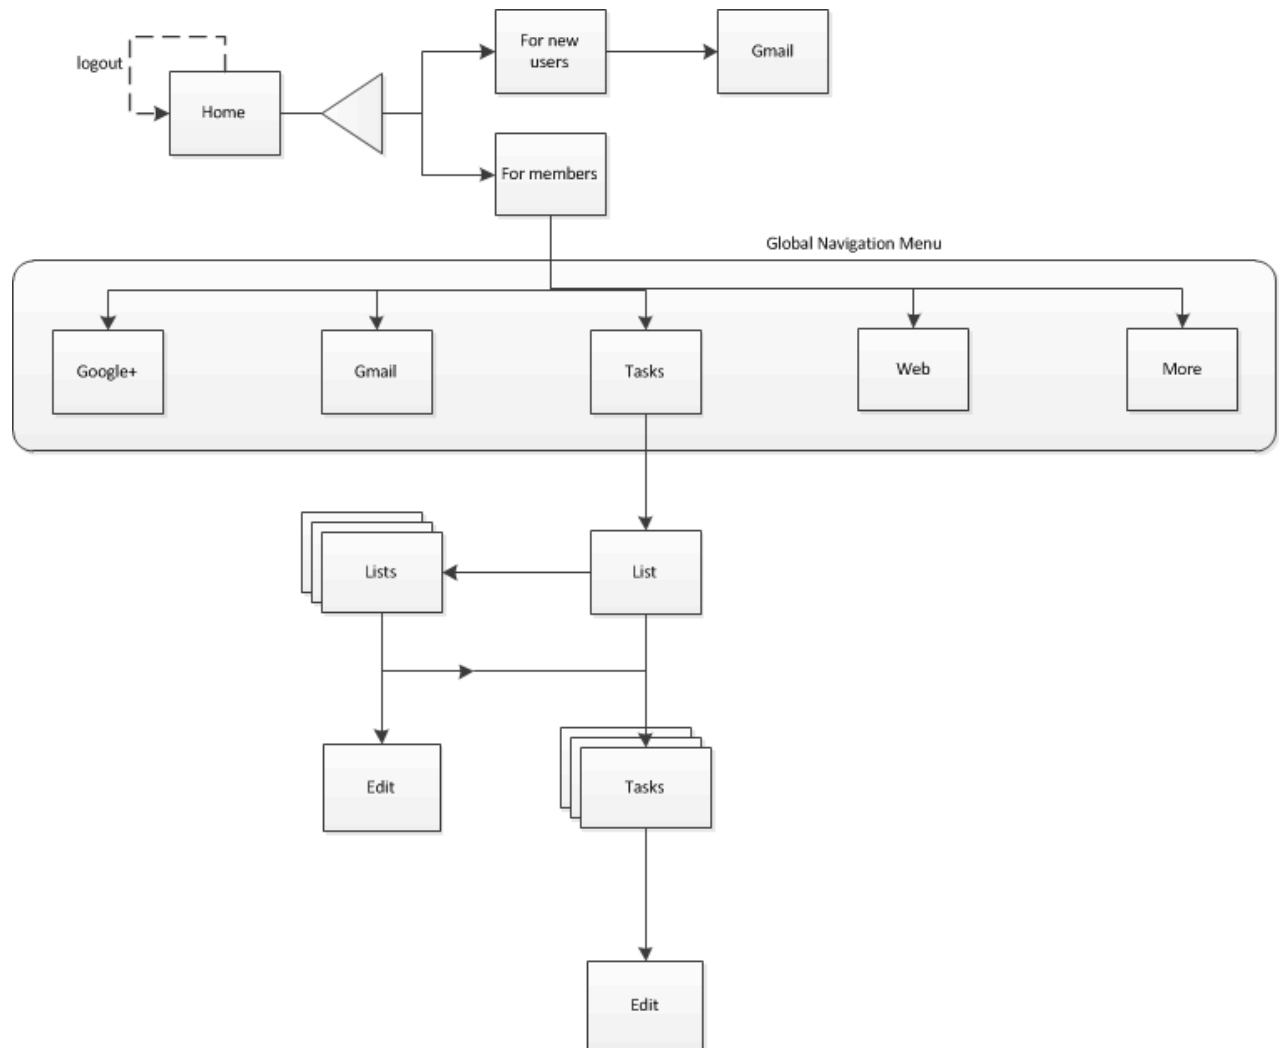 logout
Home
For new
users
Gmail
For members
Global Navigation Menu
Google+
Gmail
Tasks
Web
More
Lists
List
Edit
Tasks
Edit